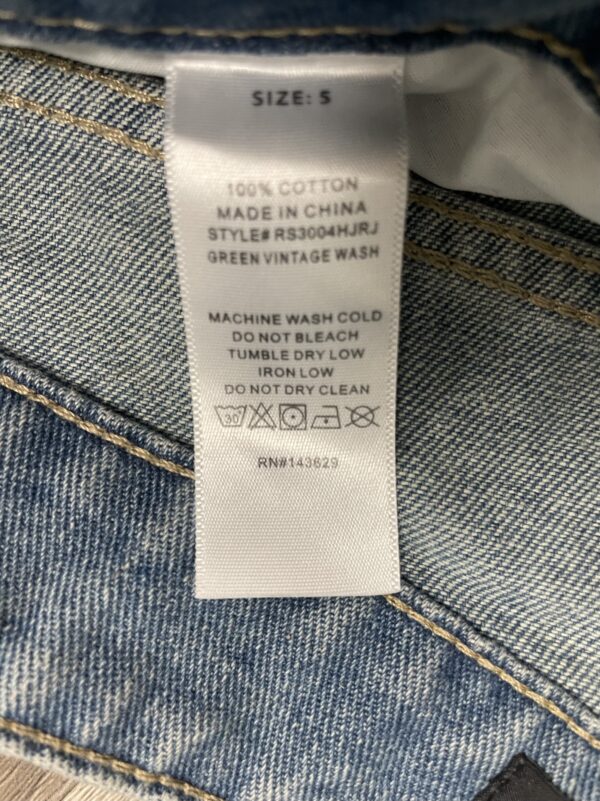 SIZE: S
100% COTTON
MADE IN CHINA
STYLE# RS3004HJRJ
GREEN VINTAGE WASH
MACHINE WASH COLD
DO NOT BLEACH
TUMBLE DRY LOW
IRON LOW
DO NOT DRY CLEAN
30
RN#143629